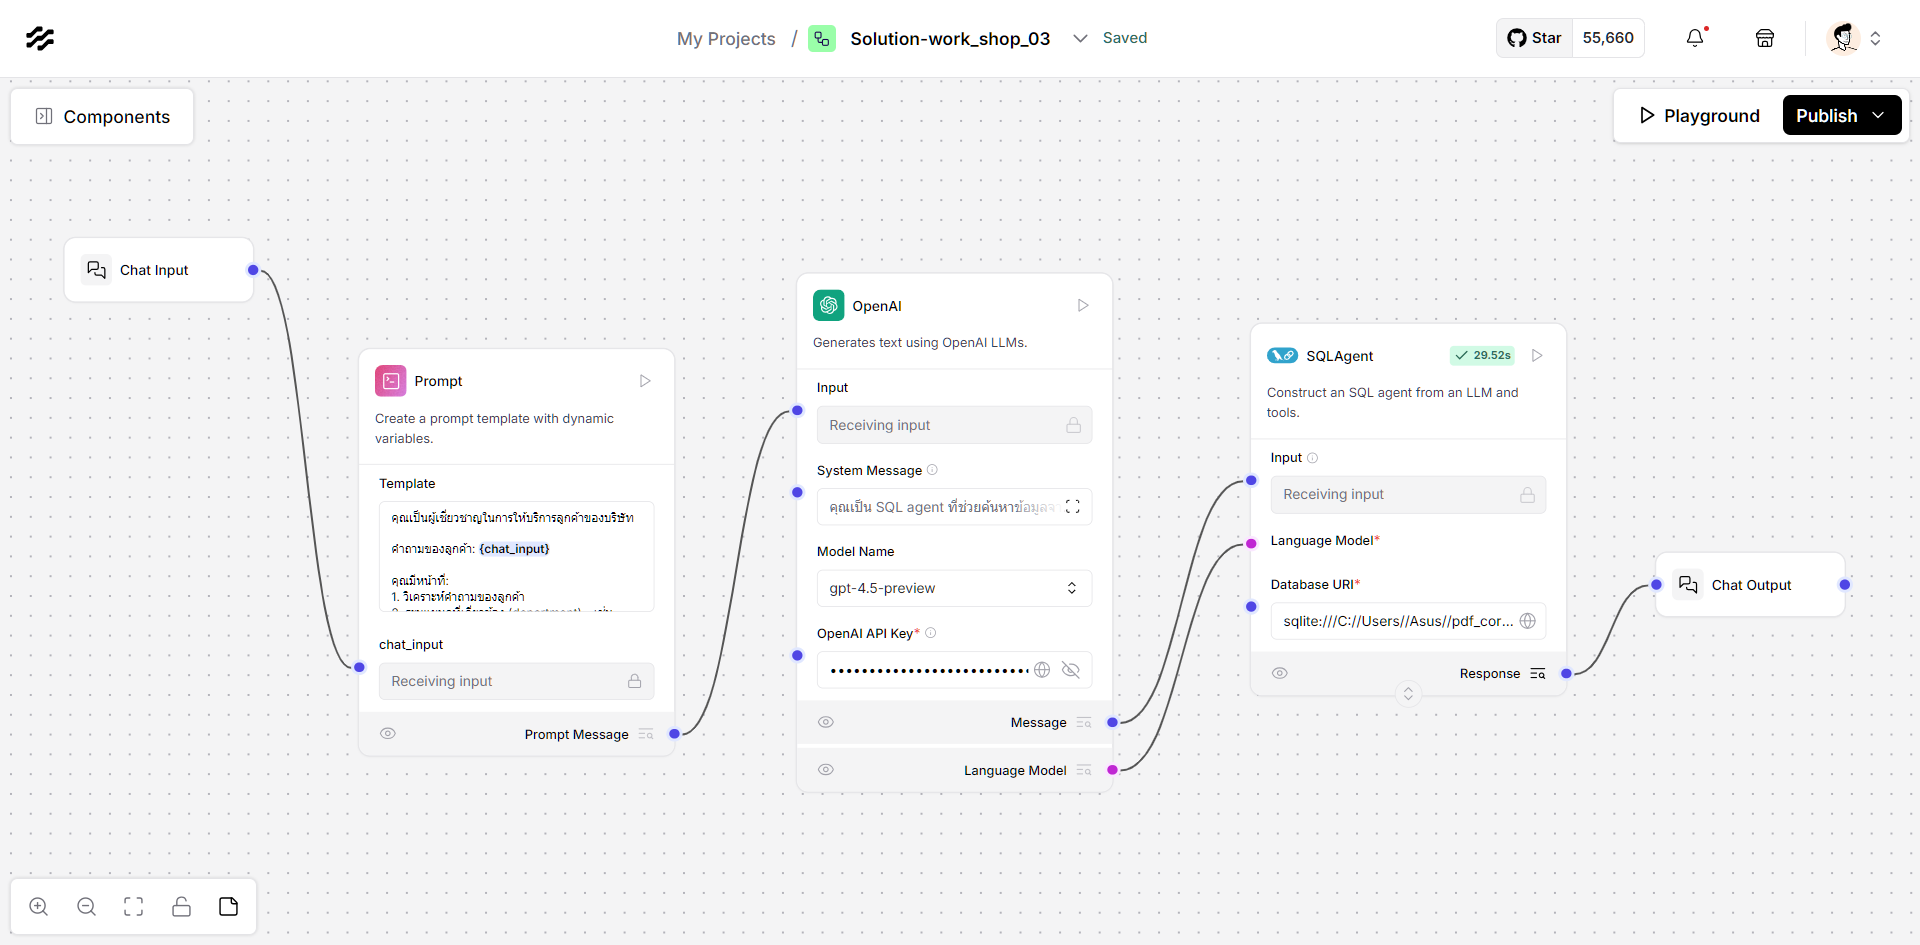 My Projects / Solution-work_shop_03 Saved
Star 55,660
Components
Playground
Publish
Chat Input
Prompt
Create a prompt template with dynamic
variables.
Template
คุณเป็นผู้เชี่ยวชาญในการให้บริการลูกค้าของบริษัท
คำถามของลูกค้า: {chat_input}
คุณมีหน้าที่:
1. วิเคราะห์คำถามของลูกค้า
chat_input
Receiving input
Prompt Message
OpenAI
Generates text using OpenAI LLMs.
Input
Receiving input
System Message
คุณเป็น SQL agent ที่ช่วยค้นหาข้อมูลจา
Model Name
gpt-4.5-preview
OpenAI API Key*
Message
Language Model
SQLAgent
29.52s
Construct an SQL agent from an LLM and
tools.
Input
Receiving input
Language Model*
Database URI*
sqlite:///C://Users//Asus//pdf_cor...
Response
Chat Output